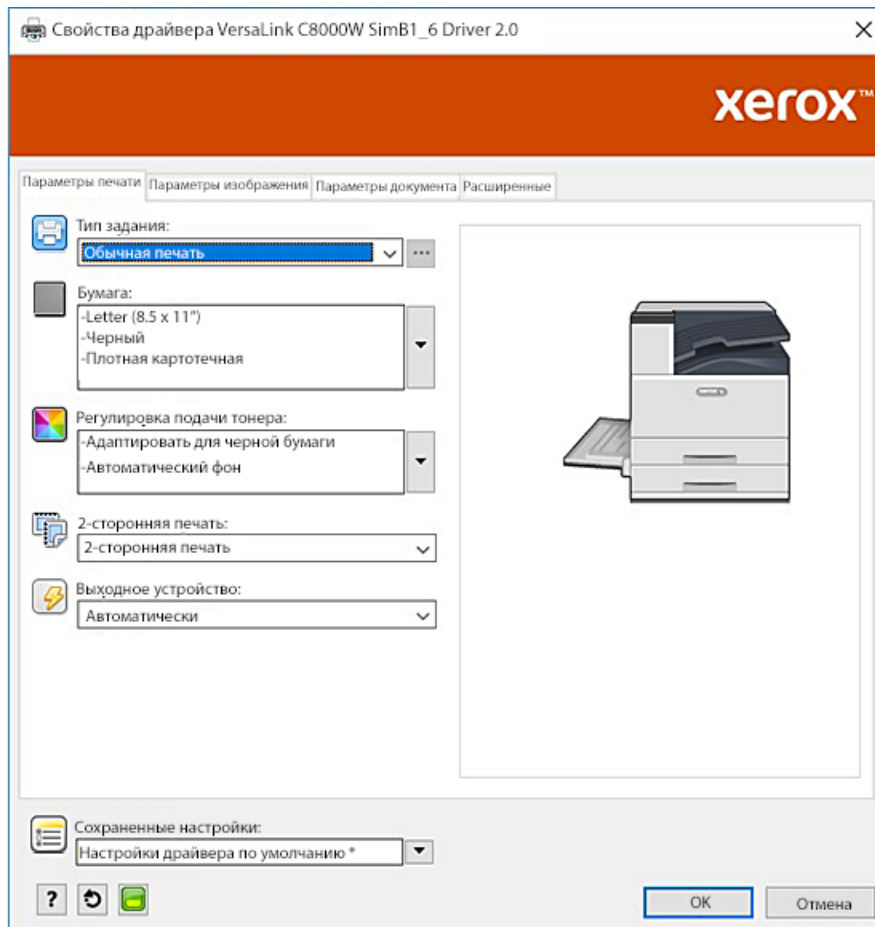 Свойства драйвера VersaLink C8000W SimB1_6 Driver 2.0
xerox™
Параметры печати Параметры изображения Параметры документа Расширенные
Тип задания:
Обычная печать
Бумага:
-Letter (8.5 x 11")
-Черный
-Плотная картотечная
Регулировка подачи тонера:
-Адаптировать для черной бумаги
-Автоматический фон
2-сторонняя печать:
2-сторонняя печать
Выходное устройство:
Автоматически
Сохраненные настройки:
Настройки драйвера по умолчанию *
?
OK
Отмена